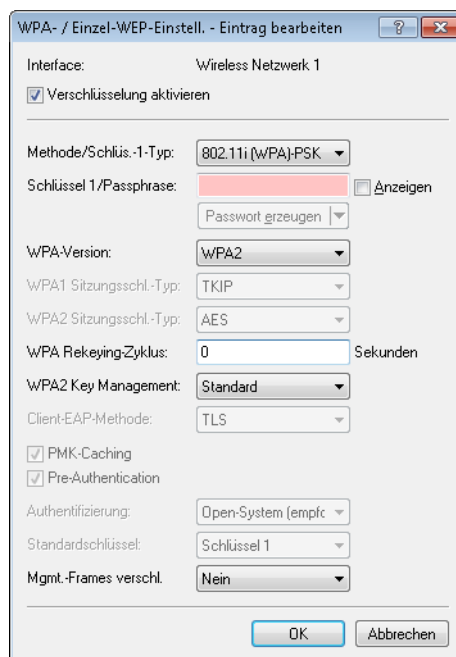 WPA- / Einzel-WEP-Einstell. - Eintrag bearbeiten
Interface: Wireless Netzwerk 1
Verschlüsselung aktivieren
Methode/Schlüs.-1-Typ: 802.11i (WPA)-PSK
Schlüssel 1/Passphrase: Anzeigen
Passwort erzeugen
WPA-Version: WPA2
WPA1 Sitzungsschl.-Typ: TKIP
WPA2 Sitzungsschl.-Typ: AES
WPA Rekeying-Zyklus: 0 Sekunden
WPA2 Key Management: Standard
Client-EAP-Methode: TLS
PMK-Caching
Pre-Authentication
Authentifizierung: Open-System (empfc
Standardschlüssel: Schlüssel 1
Mgmt.-Frames verschl. Nein
OK Abbrechen